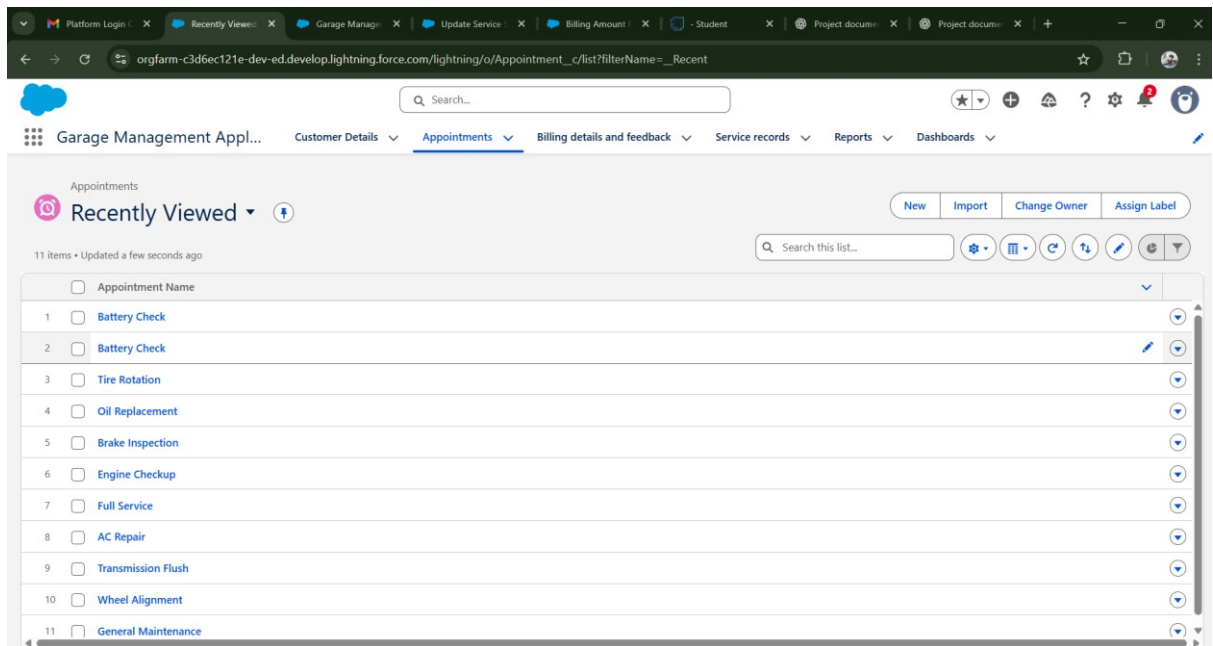 Platform Login C
Recently Viewed
Garage Manage
Update Service S
Billing Amount F
- Student
Project docume
Project docume
orgfarm-c3d6ec121e-dev-ed.develop.lightning.force.com/lightning/o/Appointment__c/list?filterName=__Recent
Search...
2
Garage Management Appl...
Customer Details
Appointments
Billing details and feedback
Service records
Reports
Dashboards
Appointments
Recently Viewed
New
Import
Change Owner
Assign Label
11 items • Updated a few seconds ago
Search this list...
Appointment Name
1 Battery Check
2 Battery Check
3 Tire Rotation
4 Oil Replacement
5 Brake Inspection
6 Engine Checkup
7 Full Service
8 AC Repair
9 Transmission Flush
10 Wheel Alignment
11 General Maintenance